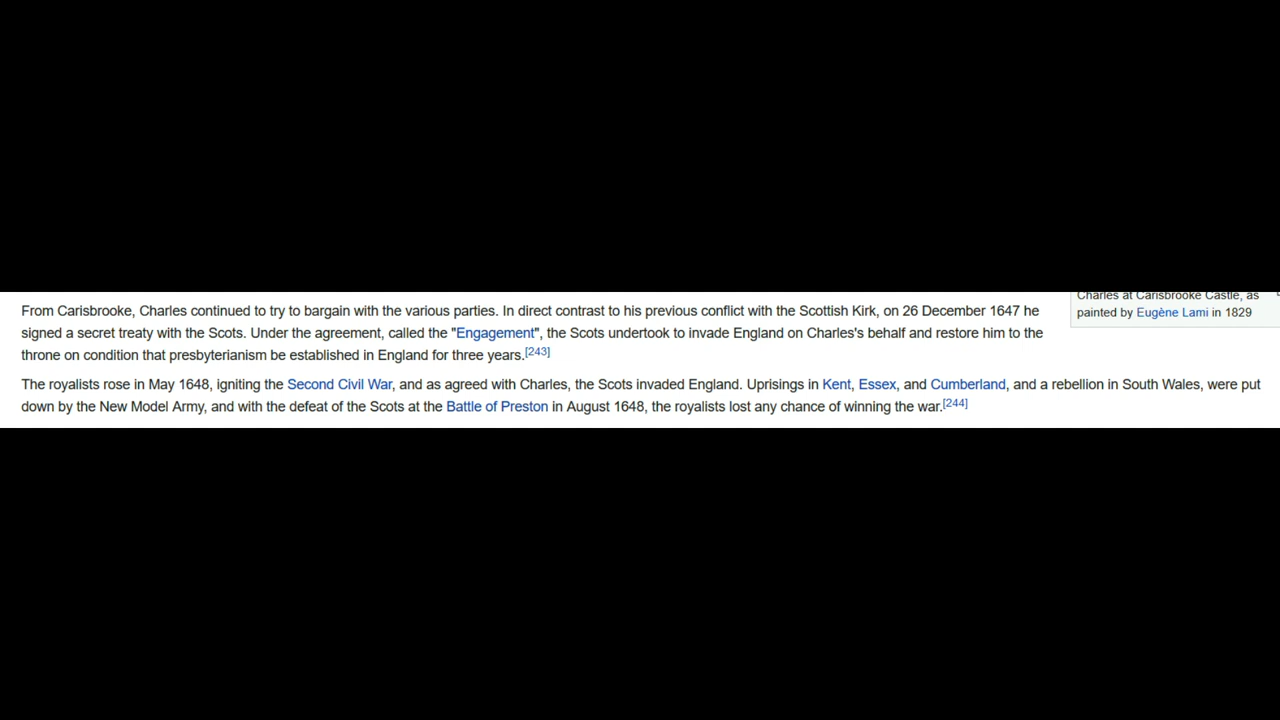 From Carisbrooke, Charles continued to try to bargain with the various parties. In direct contrast to his previous conflict with the Scottish Kirk, on 26 December 1647 he
signed a secret treaty with the Scots. Under the agreement, called the "Engagement", the Scots undertook to invade England on Charles's behalf and restore him to the
throne on condition that presbyterianism be established in England for three years.[243]
Charles at Carisbrooke Castle, as
painted by Eugène Lami in 1829
The royalists rose in May 1648, igniting the Second Civil War, and as agreed with Charles, the Scots invaded England. Uprisings in Kent, Essex, and Cumberland, and a rebellion in South Wales, were put
down by the New Model Army, and with the defeat of the Scots at the Battle of Preston in August 1648, the royalists lost any chance of winning the war.[244]